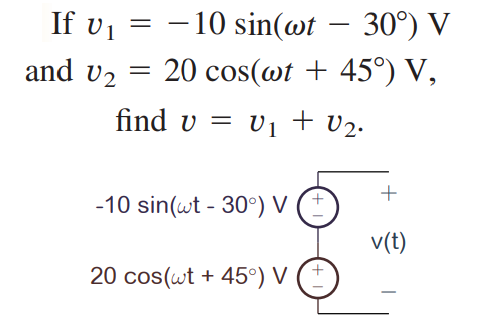 If v₁ = −10 sin(ωt − 30°) V
and v₂ = 20 cos(ωt + 45°) V,
find v = v₁ + v₂.
-10 sin(ωt - 30°) V
+
−
+
v(t)
−
20 cos(ωt + 45°) V
+
−